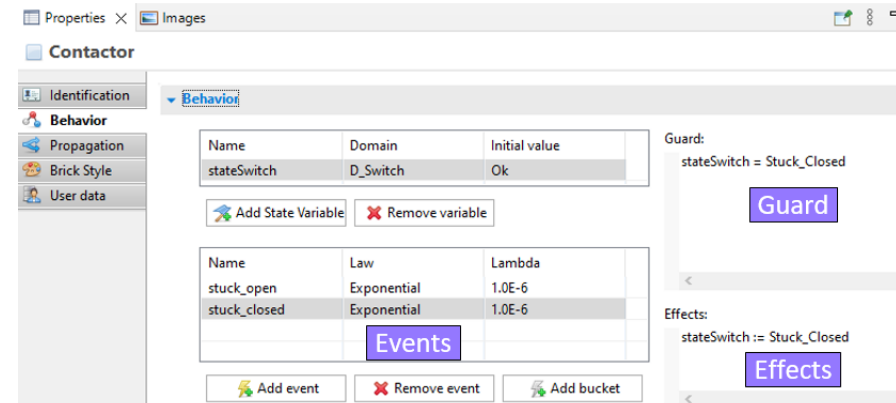 Properties
Images
Contactor
Identification
Behavior
Propagation
Brick Style
User data
Behavior
Name Domain Initial value
stateSwitch D_Switch Ok
Add State Variable Remove variable
Name Law Lambda
stuck_open Exponential 1.0E-6
stuck_closed Exponential 1.0E-6
Events
Add event Remove event Add bucket
Guard:
stateSwitch = Stuck_Closed
Guard
Effects:
stateSwitch := Stuck_Closed
Effects